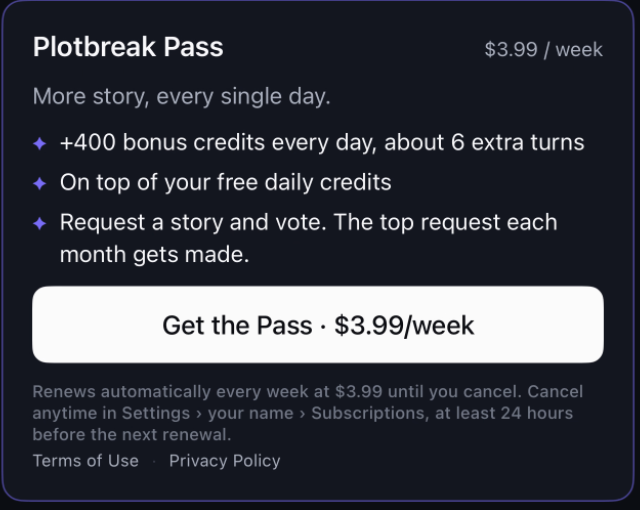 Plotbreak Pass
$3.99 / week
More story, every single day.
+400 bonus credits every day, about 6 extra turns
On top of your free daily credits
Request a story and vote. The top request each
month gets made.
Get the Pass · $3.99/week
Renews automatically every week at $3.99 until you cancel. Cancel
anytime in Settings › your name › Subscriptions, at least 24 hours
before the next renewal.
Terms of Use · Privacy Policy